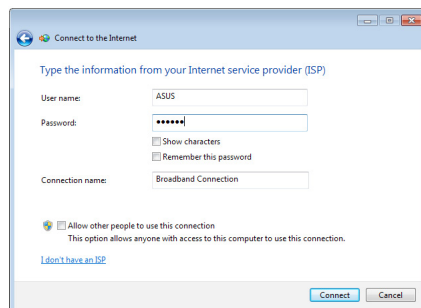 Connect to the Internet
Type the information from your Internet service provider (ISP)
User name:
ASUS
Password:
••••••
Show characters
Remember this password
Connection name:
Broadband Connection
Allow other people to use this connection
This option allows anyone with access to this computer to use this connection.
I don't have an ISP
Connect
Cancel